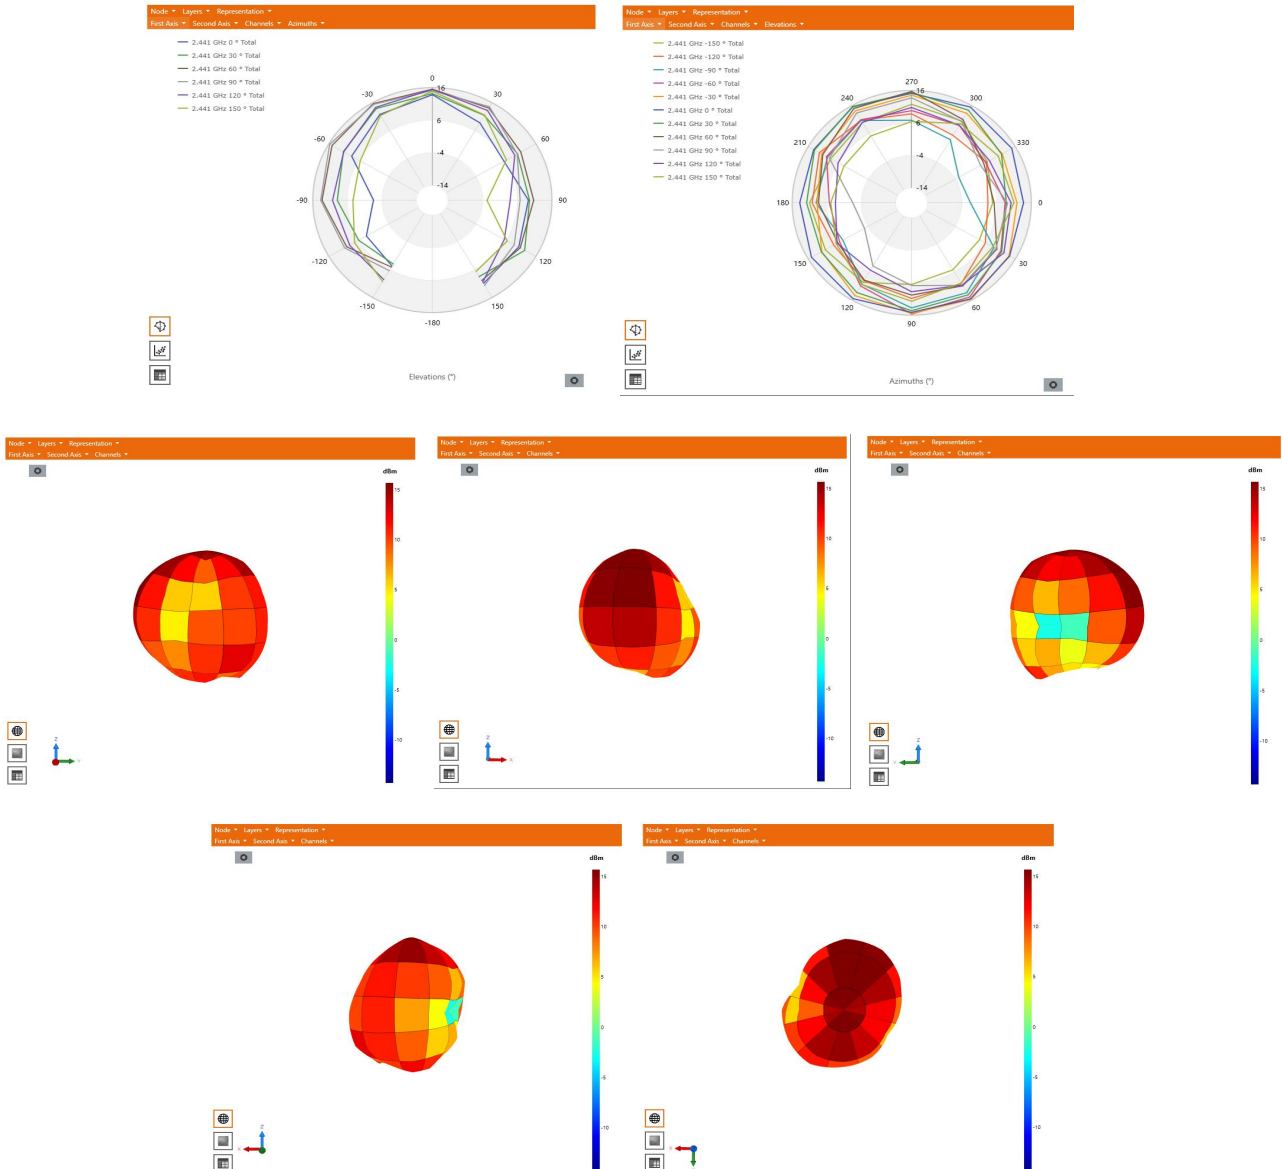 Node Layers Representation
First Axis Second Axis Channels Azimuths
2.441 GHz 0 ° Total
2.441 GHz 30 ° Total
2.441 GHz 60 ° Total
2.441 GHz 90 ° Total
2.441 GHz 120 ° Total
2.441 GHz 150 ° Total
0
-30 30
-60 60
-90 90
-120 120
-150 150
-180
16
6
-4
-14
Elevations (°)
Node Layers Representation
First Axis Second Axis Channels Elevations
2.441 GHz -150 ° Total
2.441 GHz -120 ° Total
2.441 GHz -90 ° Total
2.441 GHz -60 ° Total
2.441 GHz -30 ° Total
2.441 GHz 0 ° Total
2.441 GHz 30 ° Total
2.441 GHz 60 ° Total
2.441 GHz 90 ° Total
2.441 GHz 120 ° Total
2.441 GHz 150 ° Total
270
240 300
210 330
180 0
150 30
120 60
90
16
6
-4
-14
Azimuths (°)
Node Layers Representation
First Axis Second Axis Channels
dBm
15
10
5
0
-5
-10
Z
Y
Node Layers Representation
First Axis Second Axis Channels
dBm
15
10
5
0
-5
-10
Z
X
Node Layers Representation
First Axis Second Axis Channels
dBm
15
10
5
0
-5
-10
Z
Y
Node Layers Representation
First Axis Second Axis Channels
dBm
15
10
5
0
-5
-10
Z
X
Node Layers Representation
First Axis Second Axis Channels
dBm
15
10
5
0
-5
-10
X